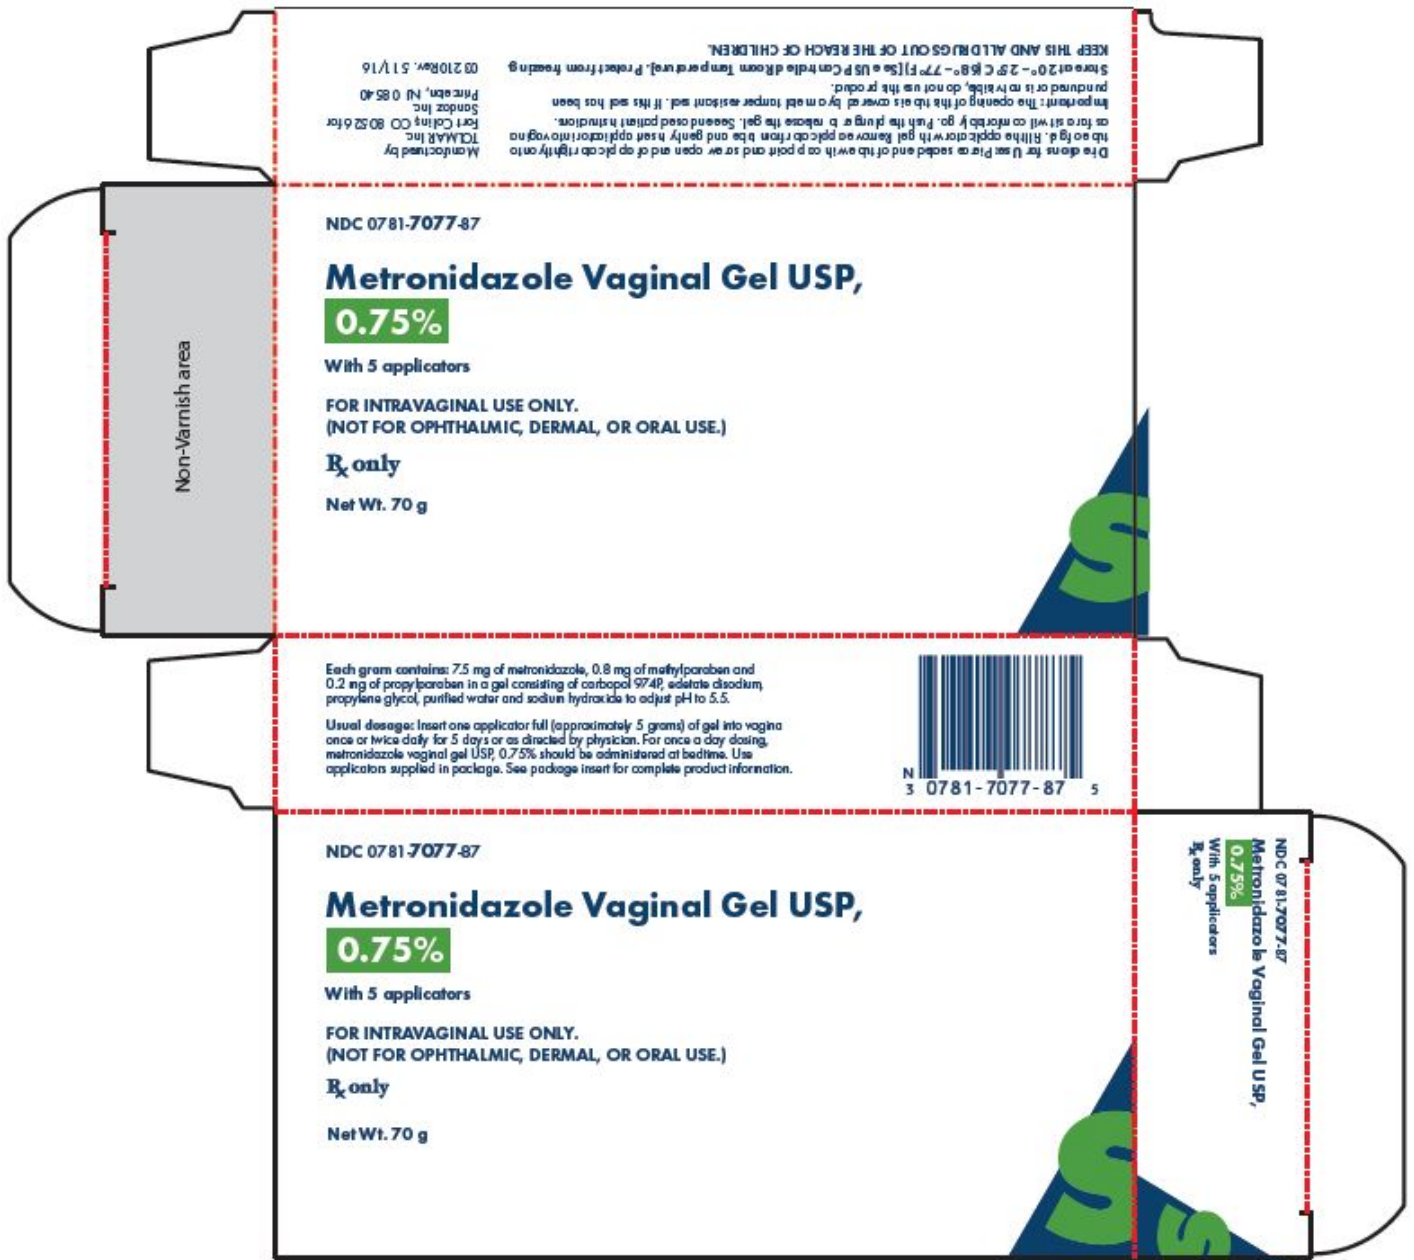 Directions for Use: Pierce sealed end of tube with cap point and screw open end of applicator tightly onto
tube edge. Fill the applicator with gel. Remove applicator from tube and gently insert applicator into vagina
as far as it will comfortably go. Push the plunger to release the gel. See enclosed patient instructions.
Important: The opening of this tube is covered by a metal tamper-resistant seal. If this seal has been
punctured or is not visible, do not use this product.
Store at 20° – 25° C (68° – 77° F) [See USP Controlled Room Temperature]. Protect from freezing
KEEP THIS AND ALL DRUGS OUT OF THE REACH OF CHILDREN.
Manufactured by
TOLMAR Inc.
Fort Collins CO 80526 for
Sandoz Inc.
Princeton, NJ 08540
03210Rev. 5 11/16
Non-Varnish area
NDC 0781-7077-87
Metronidazole Vaginal Gel USP,
0.75%
With 5 applicators
FOR INTRAVAGINAL USE ONLY.
(NOT FOR OPHTHALMIC, DERMAL, OR ORAL USE.)
Rx only
Net Wt. 70 g
S
Each gram contains: 7.5 mg of metronidazole, 0.8 mg of methylparaben and
0.2 mg of propylparaben in a gel consisting of carbopol 974P, edetate disodium,
propylene glycol, purified water and sodium hydroxide to adjust pH to 5.5.
Usual dosage: Insert one applicator full (approximately 5 grams) of gel into vagina
once or twice daily for 5 days or as directed by physician. For once a day dosing,
metronidazole vaginal gel USP, 0.75% should be administered at bedtime. Use
applicators supplied in package. See package insert for complete product information.
N
3 0781-7077-87 5
NDC 0781-7077-87
Metronidazole Vaginal Gel USP,
0.75%
With 5 applicators
FOR INTRAVAGINAL USE ONLY.
(NOT FOR OPHTHALMIC, DERMAL, OR ORAL USE.)
Rx only
Net Wt. 70 g
S
NDC 0781-7077-87
Metronidazole Vaginal Gel USP,
0.75%
With 5 applicators
Rx only
S